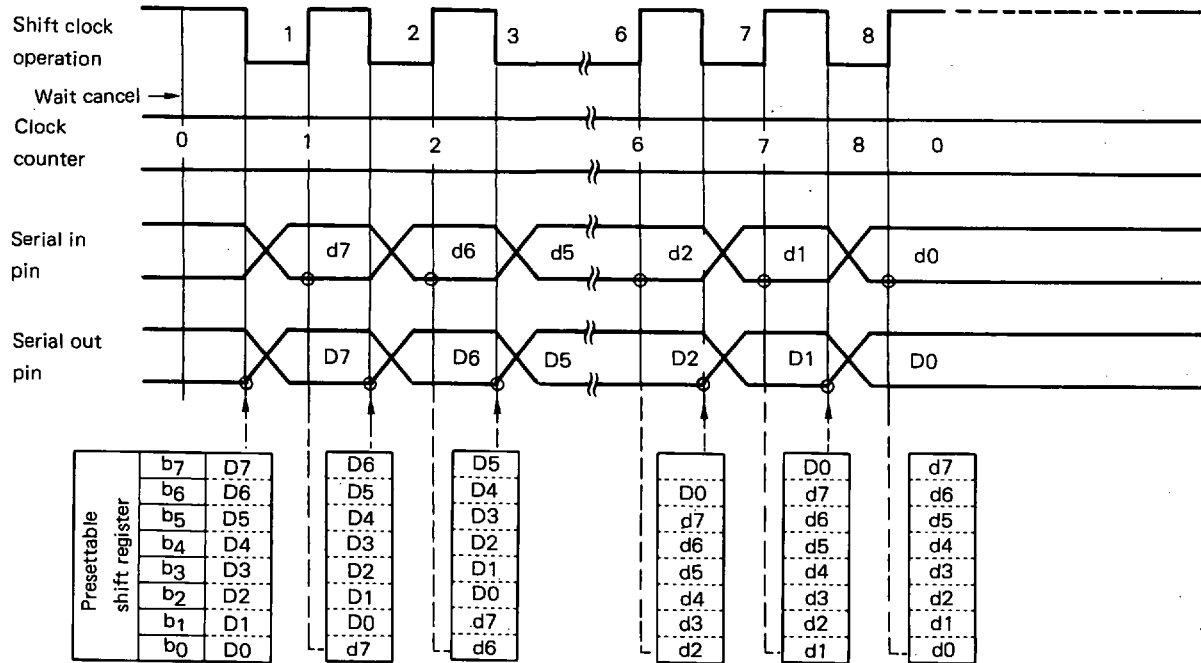 Shift clock operation
1 2 3 6 7 8
Wait cancel
Clock counter
0 1 2 6 7 8 0
Serial in pin
d7 d6 d5 d2 d1 d0
Serial out pin
D7 D6 D5 D2 D1 D0
Presettable shift register
b7 D7 D6 D5 D0 d7
b6 D6 D5 D4 D0 d7 d6
b5 D5 D4 D3 d7 d6 d5
b4 D4 D3 D2 d6 d5 d4
b3 D3 D2 D1 d5 d4 d3
b2 D2 D1 D0 d4 d3 d2
b1 D1 D0 d7 d3 d2 d1
b0 D0 d7 d6 d2 d1 d0